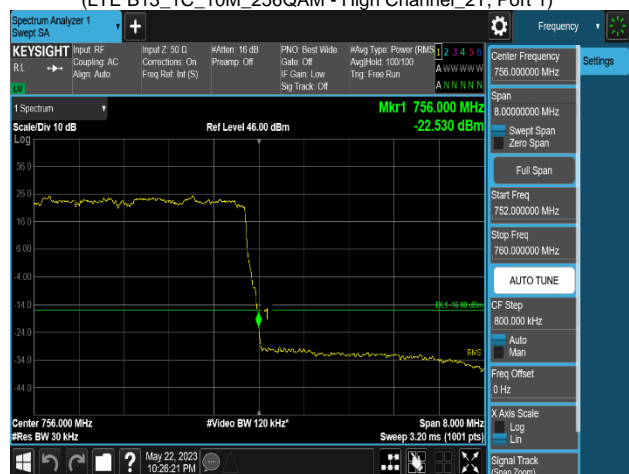 (LTE B13_1C_10M_256QAM - High Channel_2T, Port 1)
Spectrum Analyzer 1
Swept SA
Frequency
KEYSIGHT
RL
Input: RF
Coupling: AC
Align: Auto
Input Z: 50 Ω
Corrections: On
Freq Ref: Int (S)
#Atten: 16 dB
Preamp: Off
PNO: Best Wide
Gate: Off
IF Gain: Low
Sig Track: Off
#Avg Type: Power (RMS
Avg|Hold: 100/100
Trig: Free Run
1 2 3 4 5 6
A W W W W W
A N N N N N
1 Spectrum
Scale/Div 10 dB
Log
Ref Level 46.00 dBm
Mkr1 756.000 MHz
-22.530 dBm
36.0
26.0
16.0
6.00
-4.00
-14.0
-24.0
-34.0
-44.0
DL1 -16.00 dBm
1
RMS
Center 756.000 MHz
#Res BW 30 kHz
#Video BW 120 kHz*
Span 8.000 MHz
Sweep 3.20 ms (1001 pts)
May 22, 2023
10:26:21 PM
Center Frequency
756.000000 MHz
Settings
Span
8.00000000 MHz
Swept Span
Zero Span
Full Span
Start Freq
752.000000 MHz
Stop Freq
760.000000 MHz
AUTO TUNE
CF Step
800.000 kHz
Auto
Man
Freq Offset
0 Hz
X Axis Scale
Log
Lin
Signal Track
(Span Zoom)